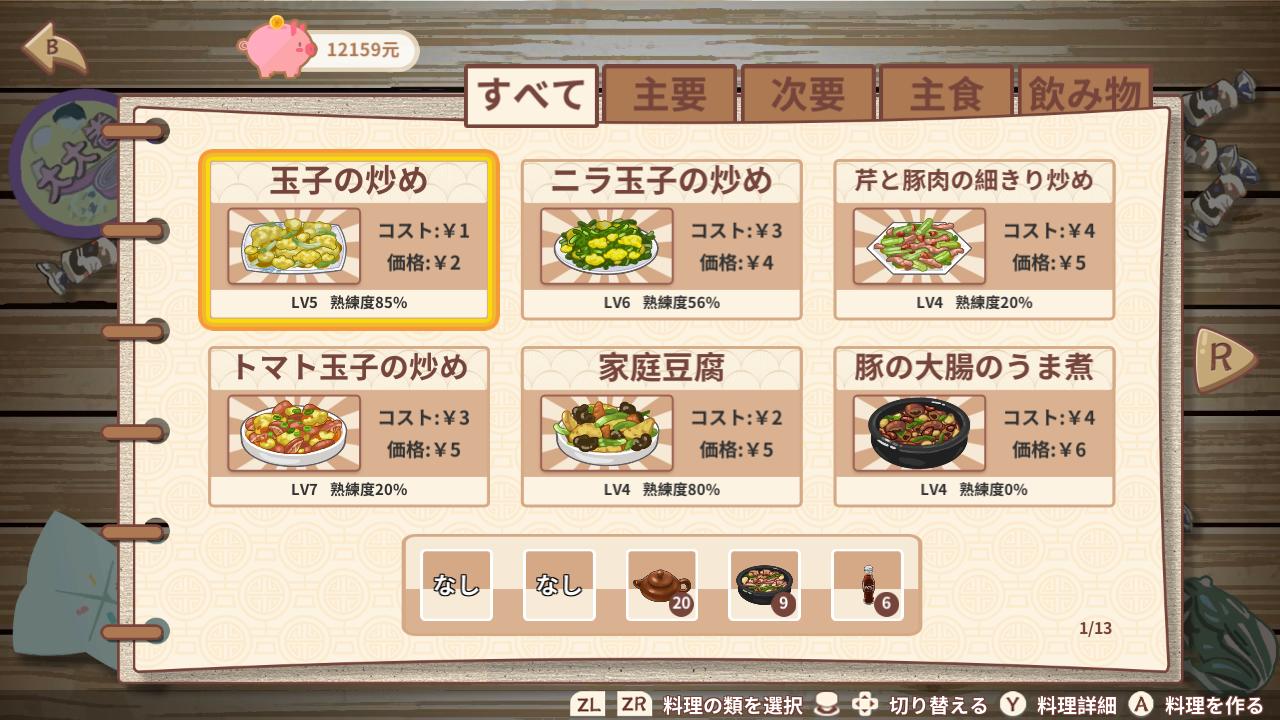 B
12159元
すべて
主要
次要
主食
飲み物
玉子の炒め
コスト:¥1
価格:¥2
LV5 熟練度85%
ニラ玉子の炒め
コスト:¥3
価格:¥4
LV6 熟練度56%
芹と豚肉の細きり炒め
コスト:¥4
価格:¥5
LV4 熟練度20%
トマト玉子の炒め
コスト:¥3
価格:¥5
LV7 熟練度20%
家庭豆腐
コスト:¥2
価格:¥5
LV4 熟練度80%
豚の大腸のうま煮
コスト:¥4
価格:¥6
LV4 熟練度0%
R
なし
なし
20
9
6
1/13
ZL ZR 料理の類を選択 切り替える Y 料理詳細 A 料理を作る